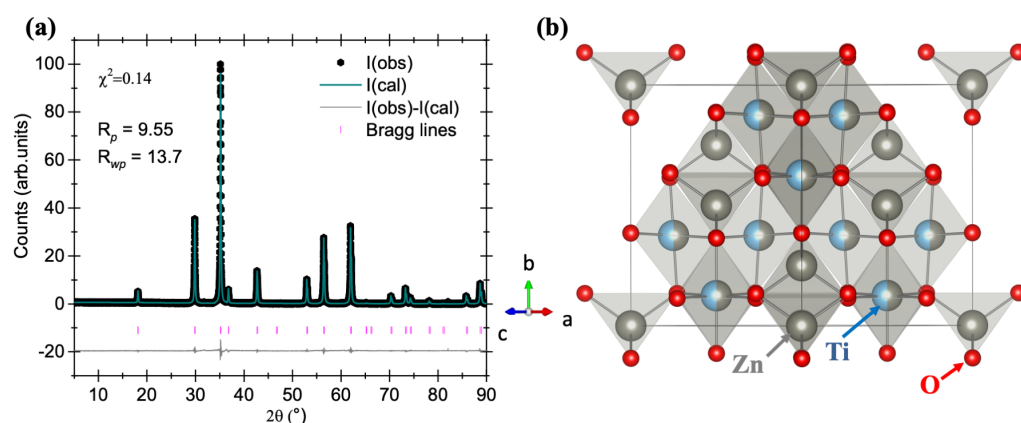 (a)
χ²=0.14
R_p = 9.55
R_wp = 13.7
I(obs)
I(cal)
I(obs)-I(cal)
Bragg lines
Counts (arb.units)
100
80
60
40
20
0
-20
10 20 30 40 50 60 70 80 90
2θ (°)
(b)
b
c
a
Zn
Ti
O